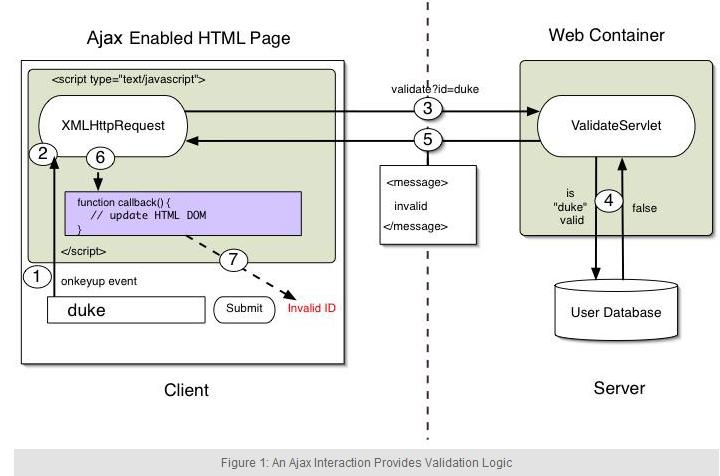 Ajax Enabled HTML Page
Web Container
<script type="text/javascript">
validate?id=duke
XMLHttpRequest
3
ValidateServlet
2
6
5
function callback() {
// update HTML DOM
}
<message>
invalid
</message>
is
"duke"
valid
4
false
</script>
7
1
onkeyup event
duke
Submit
Invalid ID
User Database
Client
Server
Figure 1: An Ajax Interaction Provides Validation Logic